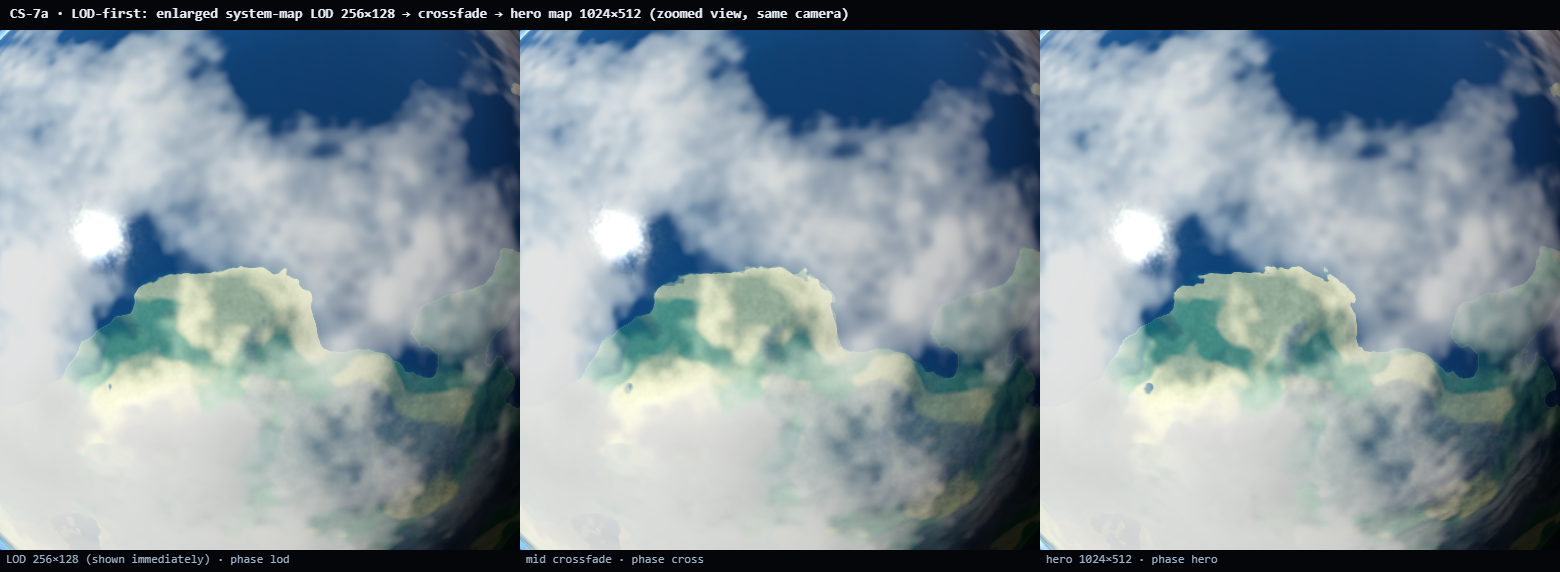 CS-7a · LOD-first: enlarged system-map LOD 256×128 → crossfade → hero map 1024×512 (zoomed view, same camera)
LOD 256×128 (shown immediately) · phase lod
mid crossfade · phase cross
hero 1024×512 · phase hero